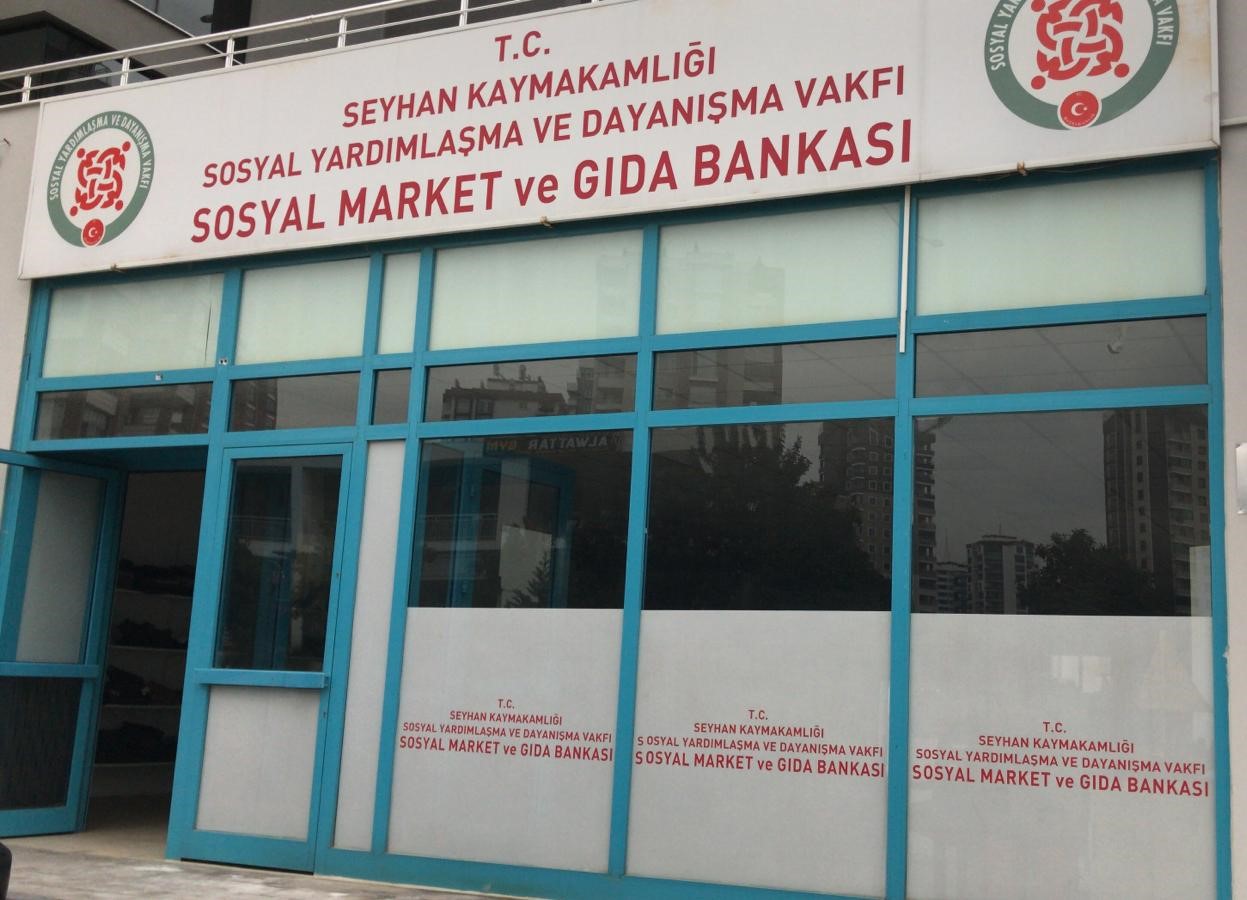 T.C.
SEYHAN KAYMAKAMLIĞI
SOSYAL YARDIMLAŞMA VE DAYANIŞMA VAKFI
SOSYAL MARKET ve GIDA BANKASI
SOSYAL YARDIMLAŞMA VE DAYANIŞMA VAKFI
SOSYAL YARDIMLAŞMA VE DAYANIŞMA VAKFI
ALWATTAR GYM
T.C.
SEYHAN KAYMAKAMLIĞI
SOSYAL YARDIMLAŞMA VE DAYANIŞMA VAKFI
SOSYAL MARKET ve GIDA BANKASI
T.C.
SEYHAN KAYMAKAMLIĞI
S OSYAL YARDIMLAŞMA VE DAYANIŞMA VAKFI
SOSYAL MARKET ve GIDA BANKASI
T.C.
SEYHAN KAYMAKAMLIĞI
SOSYAL YARDIMLAŞMA VE DAYANIŞMA VAKFI
SOSYAL MARKET ve GIDA BANKASI